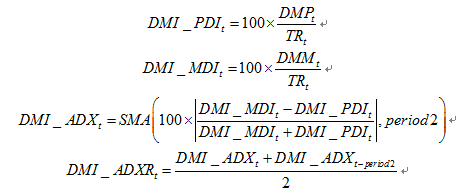 DMI_PDI_t = 100 × DMP_t / TR_t ↵
DMI_MDI_t = 100 × DMM_t / TR_t ↵
DMI_ADX_t = SMA(100 × |(DMI_MDI_t − DMI_PDI_t) / (DMI_MDI_t + DMI_PDI_t)|, period2) ↵
DMI_ADXR_t = (DMI_ADX_t + DMI_ADX_{t−period2}) / 2 ↵